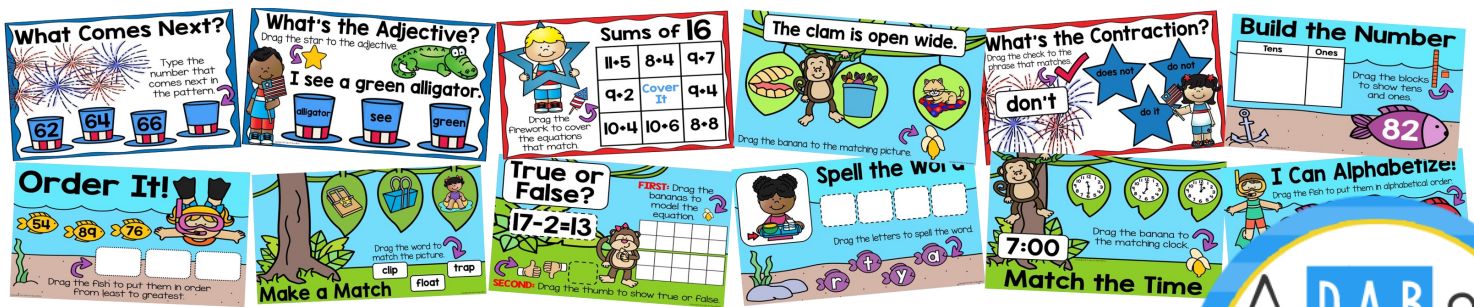 What Comes Next?
Type the
number that
comes next in
the pattern.
62
64
66
What's the Adjective?
Drag the star to the adjective.
I see a green alligator.
alligator
see
green
Sums of 16
11+5 8+4 9+7
9+2 Cover It 9+4
10+4 10+6 8+8
Drag the
firework to cover
the equations
that match.
The clam is open wide.
Drag the banana to the matching picture.
What's the Contraction?
Drag the check to the
phrase that matches.
don't
does not
do not
do it
Build the Number
Tens Ones
Drag the blocks
to show tens
and ones.
82
Order It!
54
89
76
Drag the fish to put them in order
from least to greatest.
Drag the word to
match the picture.
clip
trap
float
Make a Match
True or
False?
FIRST: Drag the
bananas to
model the
equation.
17-2=13
SECOND: Drag the thumb to show true or false.
Spell the Word
Drag the letters to spell the word.
r
t
y
a
7:00
Drag the banana to
the matching clock.
Match the Time
I Can Alphabetize!
Drag the fish to put them in alphabetical order.
A DAB